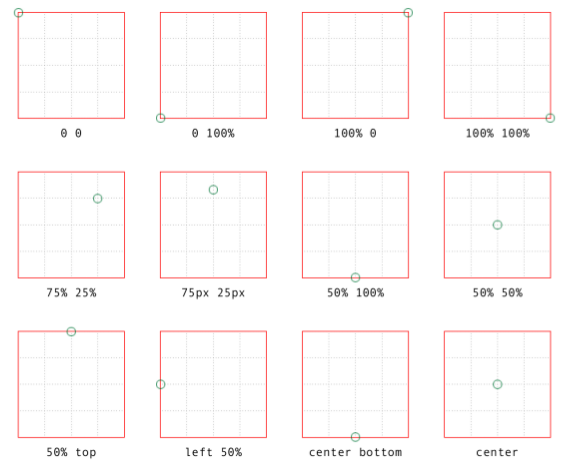 0 0
0 100%
100% 0
100% 100%
75% 25%
75px 25px
50% 100%
50% 50%
50% top
left 50%
center bottom
center